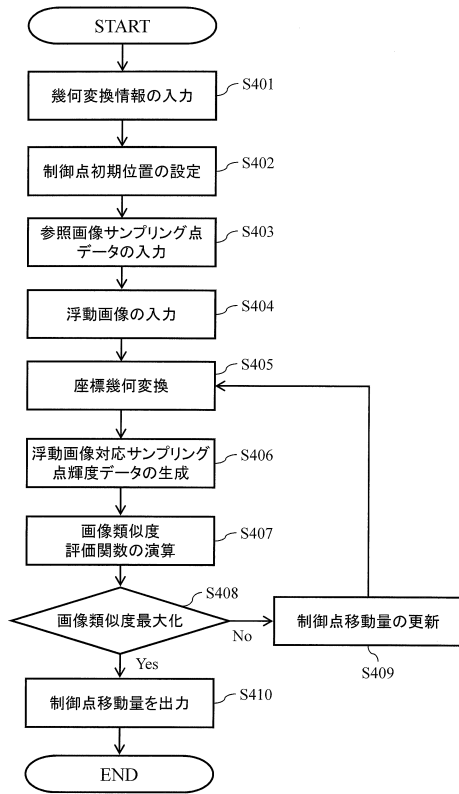 START
幾何変換情報の入力
S401
制御点初期位置の設定
S402
参照画像サンプリング点
データの入力
S403
浮動画像の入力
S404
座標幾何変換
S405
浮動画像対応サンプリング
点輝度データの生成
S406
画像類似度
評価関数の演算
S407
画像類似度最大化
S408
No
制御点移動量の更新
S409
Yes
制御点移動量を出力
S410
END